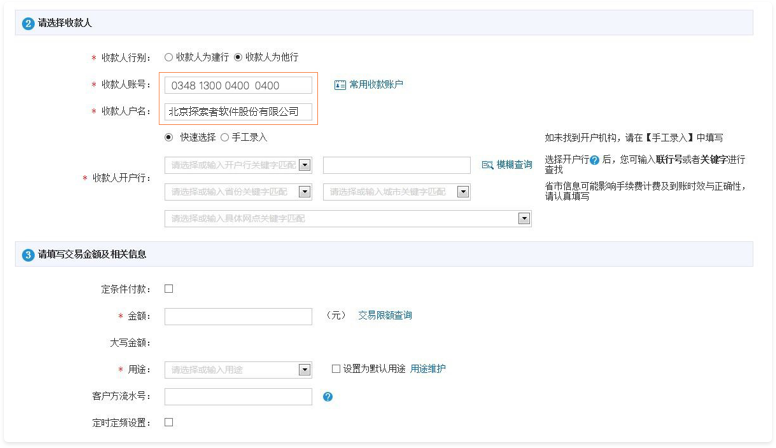 2 请选择收款人
* 收款人行别： 收款人为建行 收款人为他行
* 收款人账号： 0348 1300 0400 0400 常用收款账户
* 收款人户名： 北京探索者软件股份有限公司
快速选择 手工录入 如未找到开户机构，请在【手工录入】中填写
* 收款人开户行： 请选择或输入开户行关键字匹配 模糊查询 选择开户行? 后，您可输入联行号或者关键字进行
查找
请选择或输入省份关键字匹配 请选择或输入城市关键字匹配 省市信息可能影响手续费计费及到账时效与正确性，
请认真填写
请选择或输入具体网点关键字匹配
3 请填写交易金额及相关信息
定条件付款：
* 金额： （元） 交易限额查询
大写金额：
* 用途： 请选择或输入用途 设置为默认用途 用途维护
客户方流水号： ?
定时定频设置：